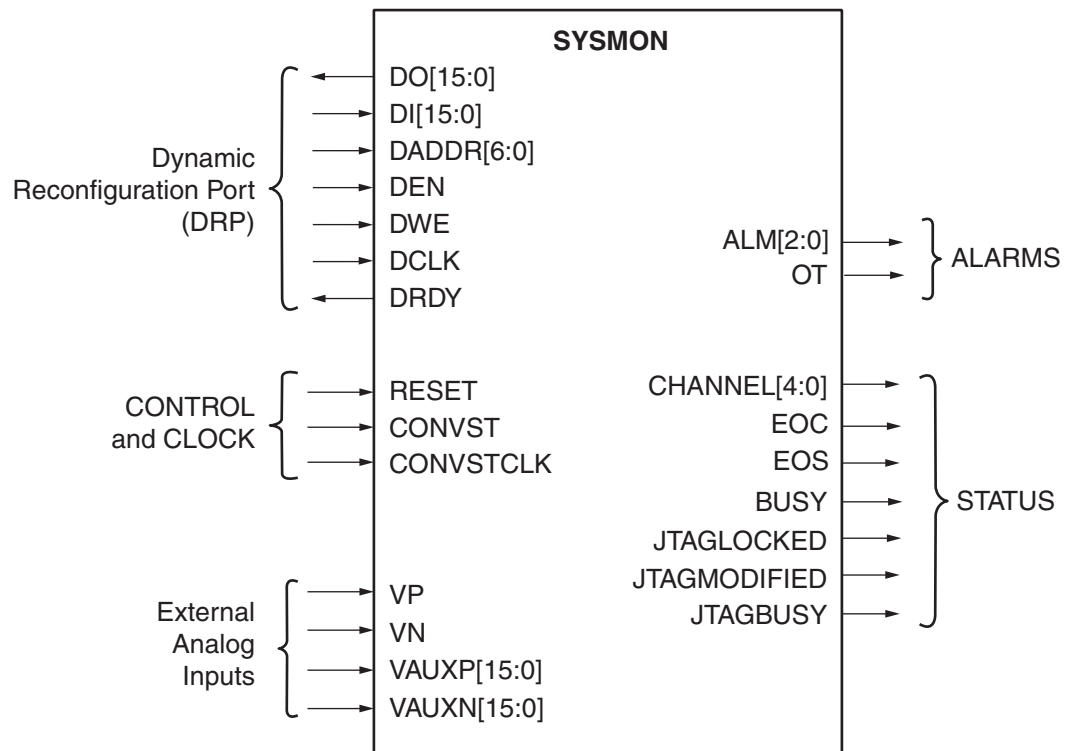 SYSMON
Dynamic
Reconfiguration Port
(DRP)
DO[15:0]
DI[15:0]
DADDR[6:0]
DEN
DWE
DCLK
DRDY
CONTROL
and CLOCK
RESET
CONVST
CONVSTCLK
External
Analog
Inputs
VP
VN
VAUXP[15:0]
VAUXN[15:0]
ALM[2:0]
OT
ALARMS
CHANNEL[4:0]
EOC
EOS
BUSY
JTAGLOCKED
JTAGMODIFIED
JTAGBUSY
STATUS